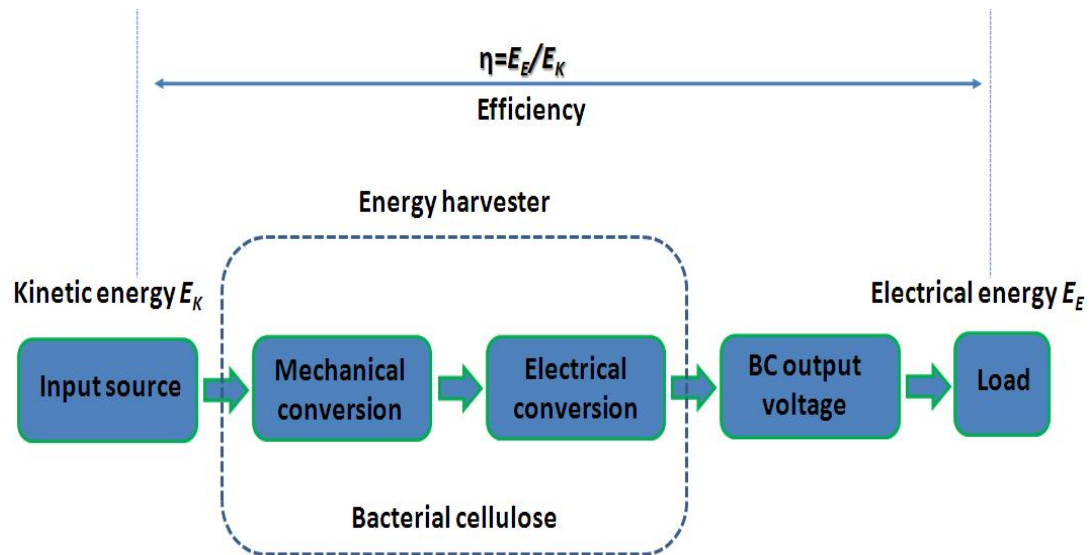 η=E_E/E_K
Efficiency
Energy harvester
Kinetic energy E_K
Electrical energy E_E
Input source
Mechanical
conversion
Electrical
conversion
BC output
voltage
Load
Bacterial cellulose